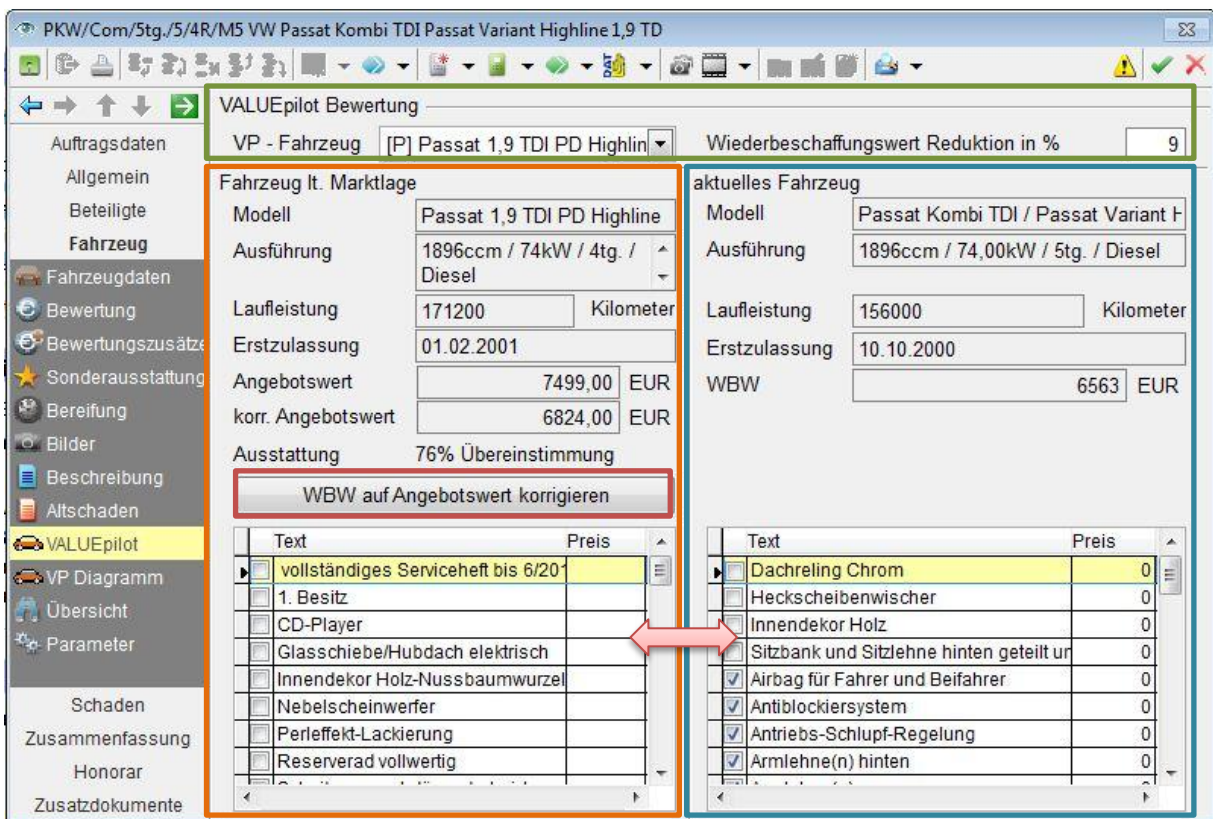 PKW/Com/5tg./5/4R/M5 VW Passat Kombi TDI Passat Variant Highline 1,9 TD
Auftragsdaten
Allgemein
Beteiligte
Fahrzeug
Fahrzeugdaten
Bewertung
Bewertungszusätze
Sonderausstattung
Bereifung
Bilder
Beschreibung
Altschaden
VALUEpilot
VP Diagramm
Übersicht
Parameter
Schaden
Zusammenfassung
Honorar
Zusatzdokumente
VALUEpilot Bewertung
VP - Fahrzeug [P] Passat 1,9 TDI PD Highlin Wiederbeschaffungswert Reduktion in % 9
Fahrzeug lt. Marktlage
Modell Passat 1,9 TDI PD Highline
Ausführung 1896ccm / 74kW / 4tg. /
Diesel
Laufleistung 171200 Kilometer
Erstzulassung 01.02.2001
Angebotswert 7499,00 EUR
korr. Angebotswert 6824,00 EUR
Ausstattung 76% Übereinstimmung
WBW auf Angebotswert korrigieren
Text Preis
vollständiges Serviceheft bis 6/201
1. Besitz
CD-Player
Glasschiebe/Hubdach elektrisch
Innendekor Holz-Nussbaumwurzel
Nebelscheinwerfer
Perleffekt-Lackierung
Reserverad vollwertig
aktuelles Fahrzeug
Modell Passat Kombi TDI / Passat Variant H
Ausführung 1896ccm / 74,00kW / 5tg. / Diesel
Laufleistung 156000 Kilometer
Erstzulassung 10.10.2000
WBW 6563 EUR
Text Preis
Dachreling Chrom 0
Heckscheibenwischer 0
Innendekor Holz 0
Sitzbank und Sitzlehne hinten geteilt ur 0
Airbag für Fahrer und Beifahrer 0
Antiblockiersystem 0
Antriebs-Schlupf-Regelung 0
Armlehne(n) hinten 0